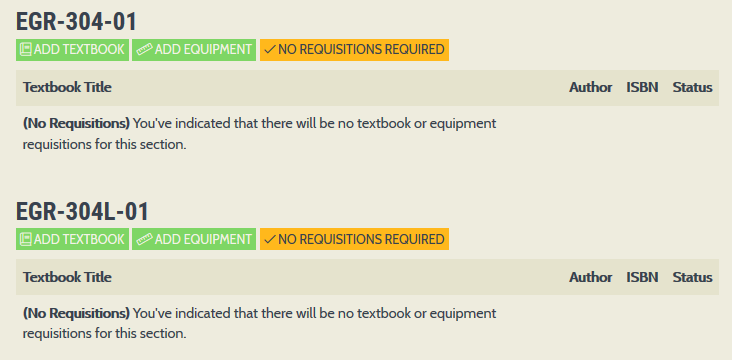 EGR-304-01
ADD TEXTBOOK ADD EQUIPMENT NO REQUISITIONS REQUIRED
Textbook Title Author ISBN Status
(No Requisitions) You've indicated that there will be no textbook or equipment
requisitions for this section.
EGR-304L-01
ADD TEXTBOOK ADD EQUIPMENT NO REQUISITIONS REQUIRED
Textbook Title Author ISBN Status
(No Requisitions) You've indicated that there will be no textbook or equipment
requisitions for this section.